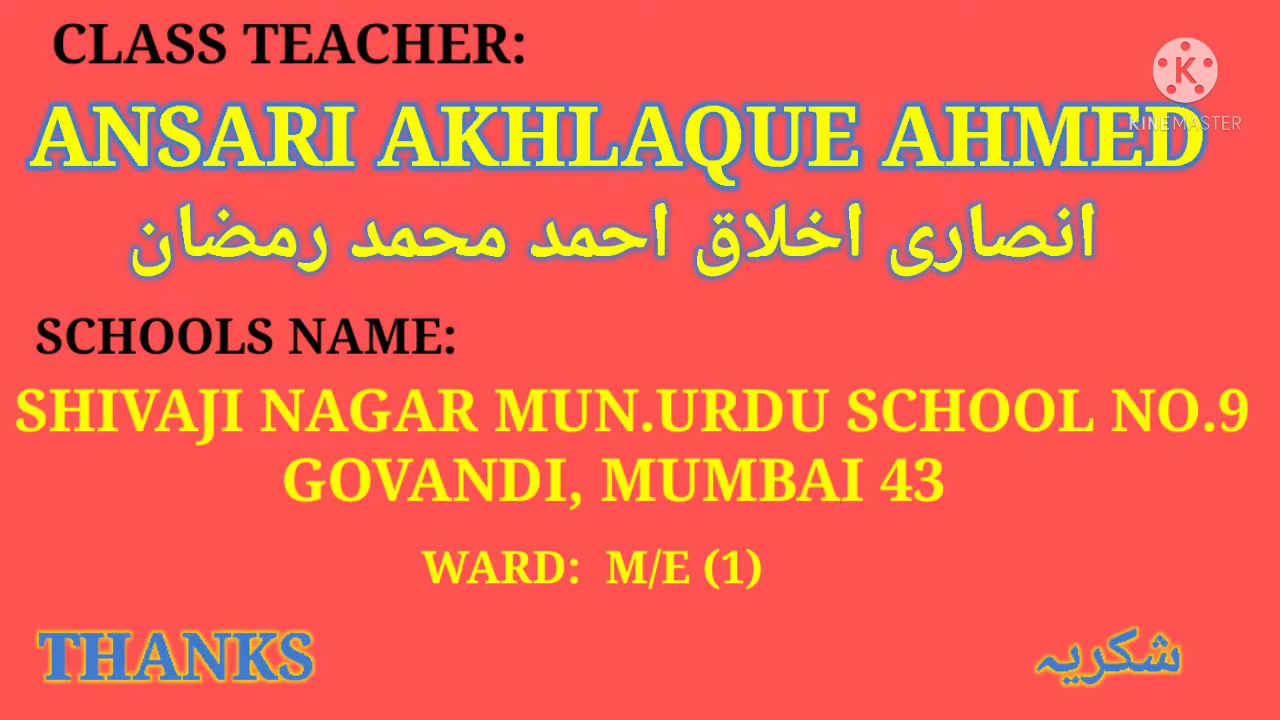 CLASS TEACHER:
K
KINEMASTER
ANSARI AKHLAQUE AHMED
انصاری اخلاق احمد محمد رمضان
SCHOOLS NAME:
SHIVAJI NAGAR MUN.URDU SCHOOL NO.9
GOVANDI, MUMBAI 43
WARD: M/E (1)
THANKS
شکریہ